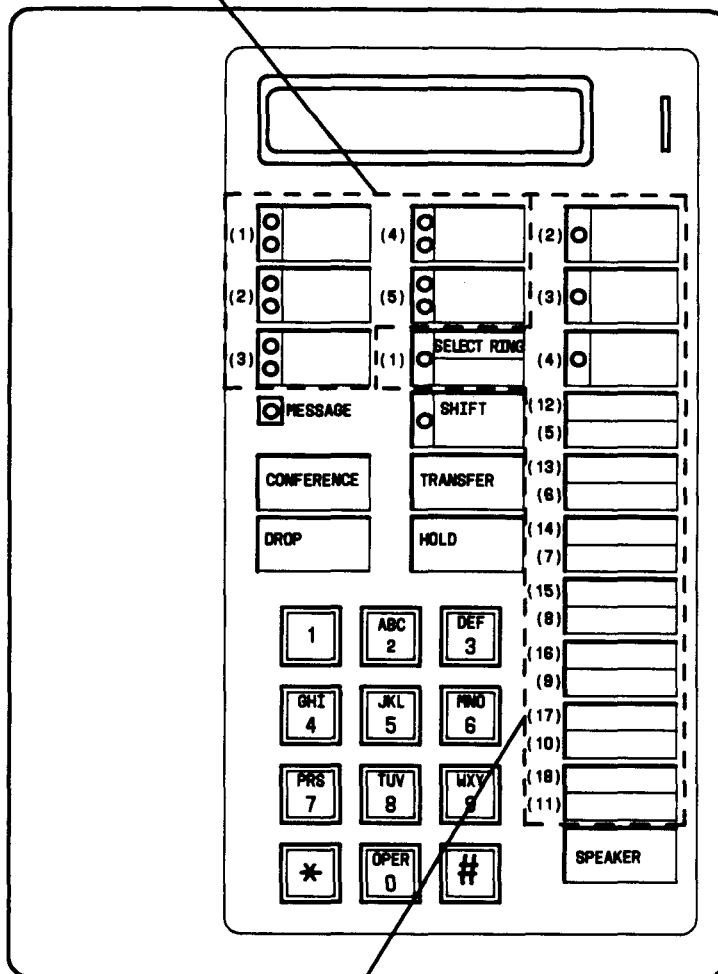 (1) (4) (2)
(2) (5) (3)
(3) (1) SELECT RING (4)
MESSAGE SHIFT (12)
(5)
CONFERENCE TRANSFER (13)
(6)
DROP HOLD (14)
(7)
(15)
1 ABC DEF (8)
2 3
(16)
(9)
GHI JKL MNO (17)
4 5 6 (10)
PRS TUV WXY (18)
7 8 9 (11)
* OPER # SPEAKER
0